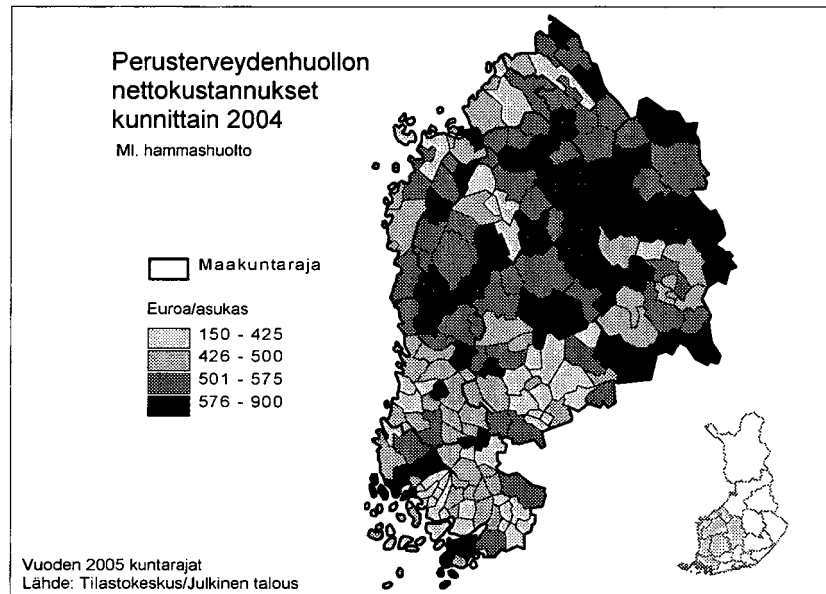 Perusterveydenhuollon
nettokustannukset
kunnittain 2004
Ml. hammashuolto
Maakuntaraja
Euroa/asukas
150 - 425
426 - 500
501 - 575
576 - 900
Vuoden 2005 kuntarajat
Lähde: Tilastokeskus/Julkinen talous